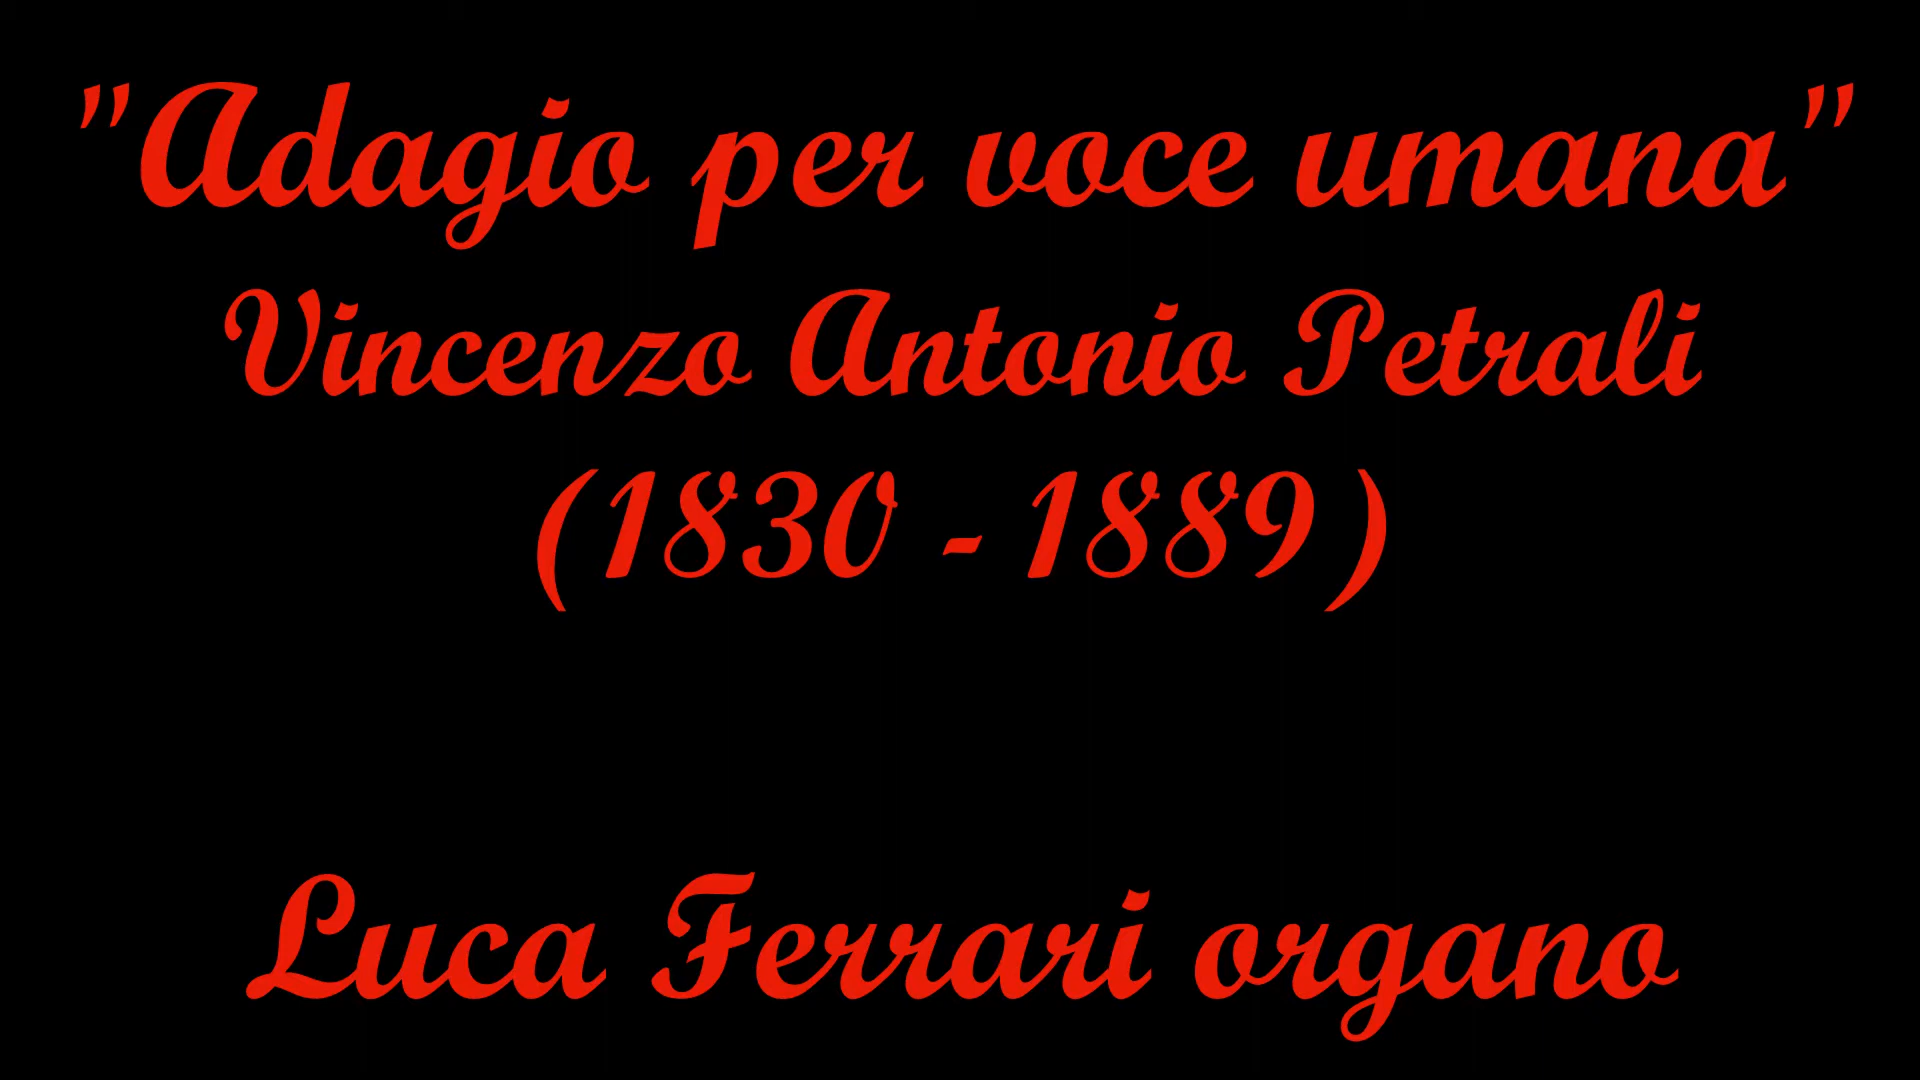 "Adagio per voce umana"
Vincenzo Antonio Petrali
(1830 - 1889)
Luca Ferrari organo